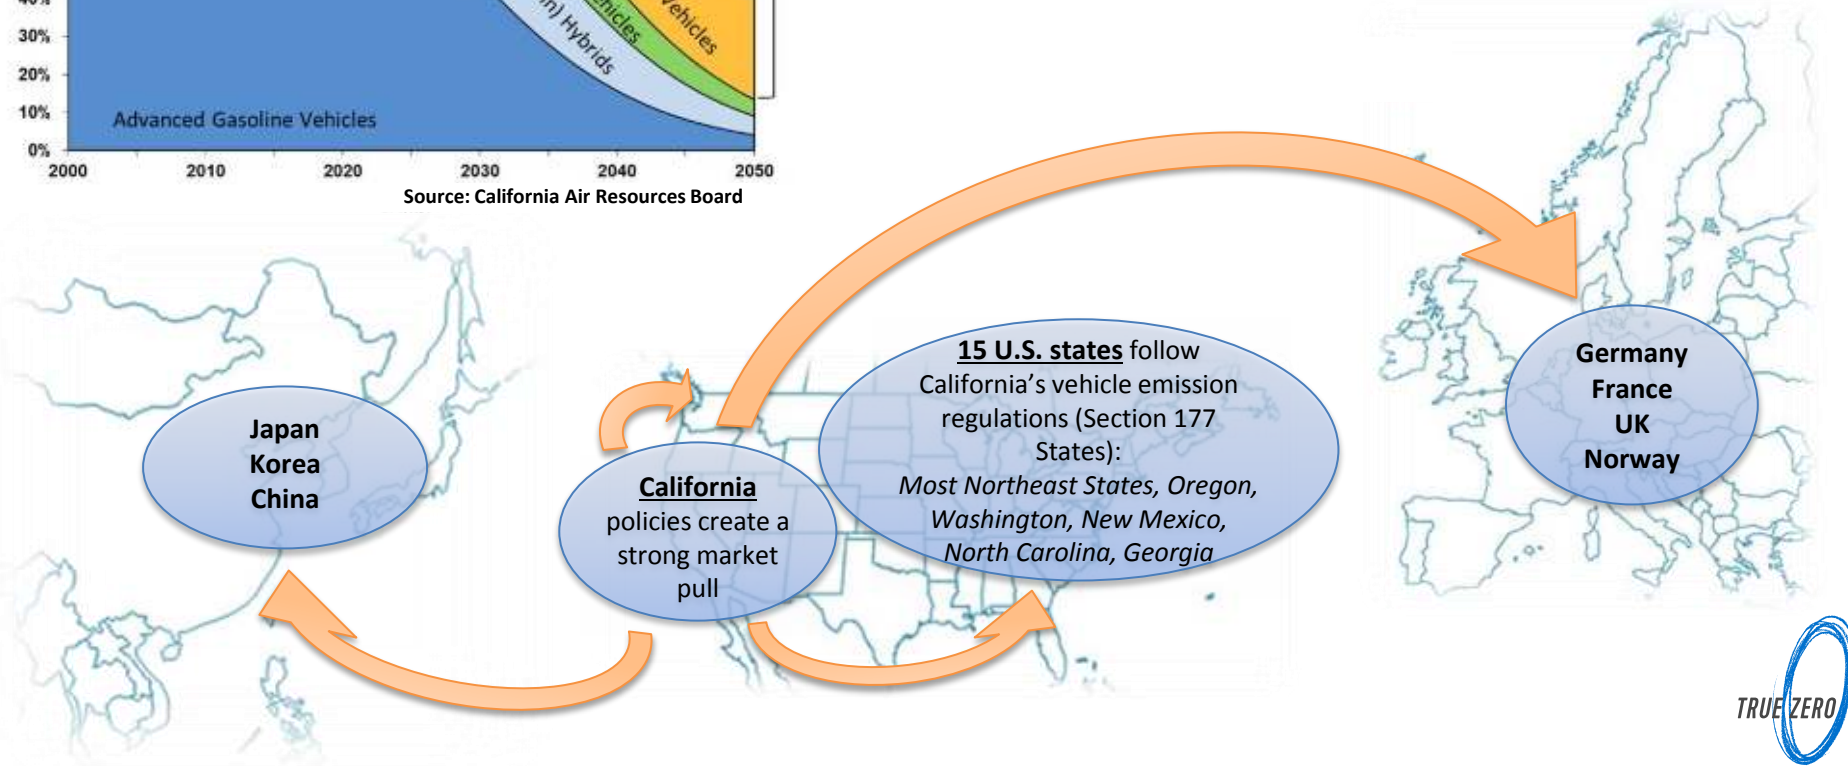 40%
30%
20%
10%
0%
Vehicles
Hybrids
Advanced Gasoline Vehicles
2000 2010 2020 2030 2040 2050
Source: California Air Resources Board
Japan
Korea
China
California
policies create a
strong market
pull
15 U.S. states follow
California's vehicle emission
regulations (Section 177
States):
Most Northeast States, Oregon,
Washington, New Mexico,
North Carolina, Georgia
Germany
France
UK
Norway
TRUE ZERO